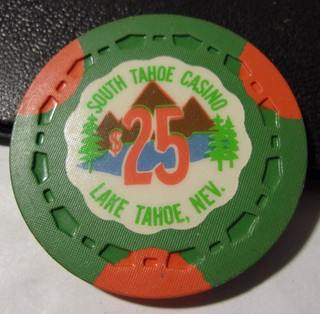 SOUTH TAHOE CASINO
$25
LAKE TAHOE, NEV.